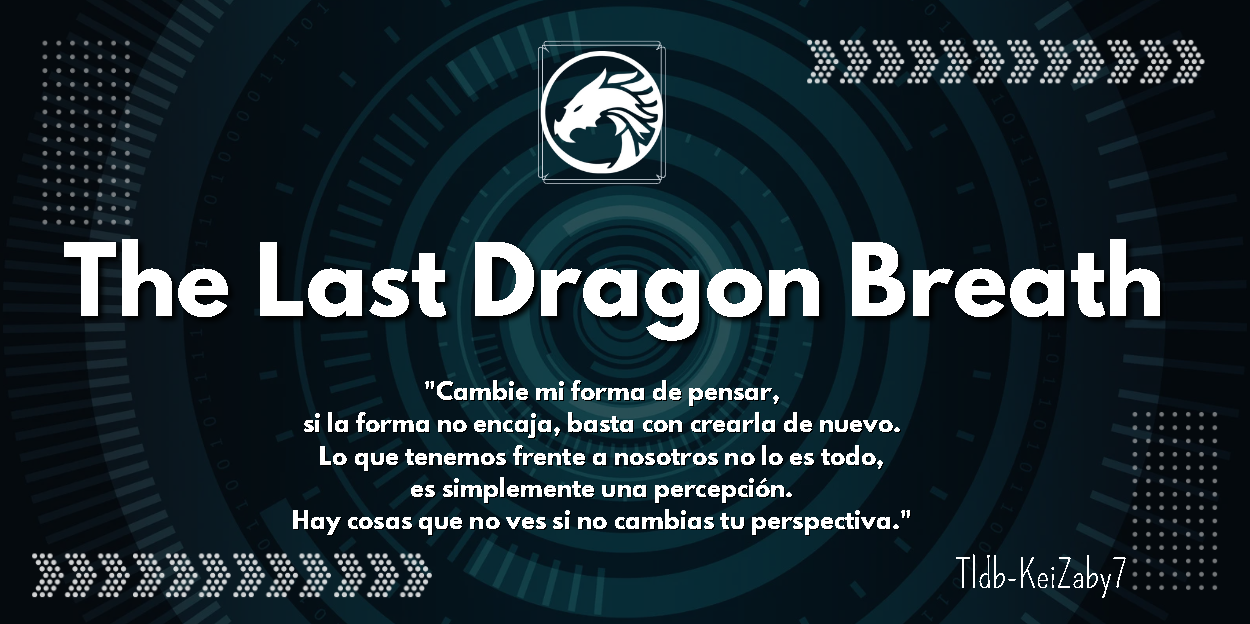 The Last Dragon Breath
"Cambie mi forma de pensar,
si la forma no encaja, basta con crearla de nuevo.
Lo que tenemos frente a nosotros no lo es todo,
es simplemente una percepción.
Hay cosas que no ves si no cambias tu perspectiva."
Tldb-KeiZaby7